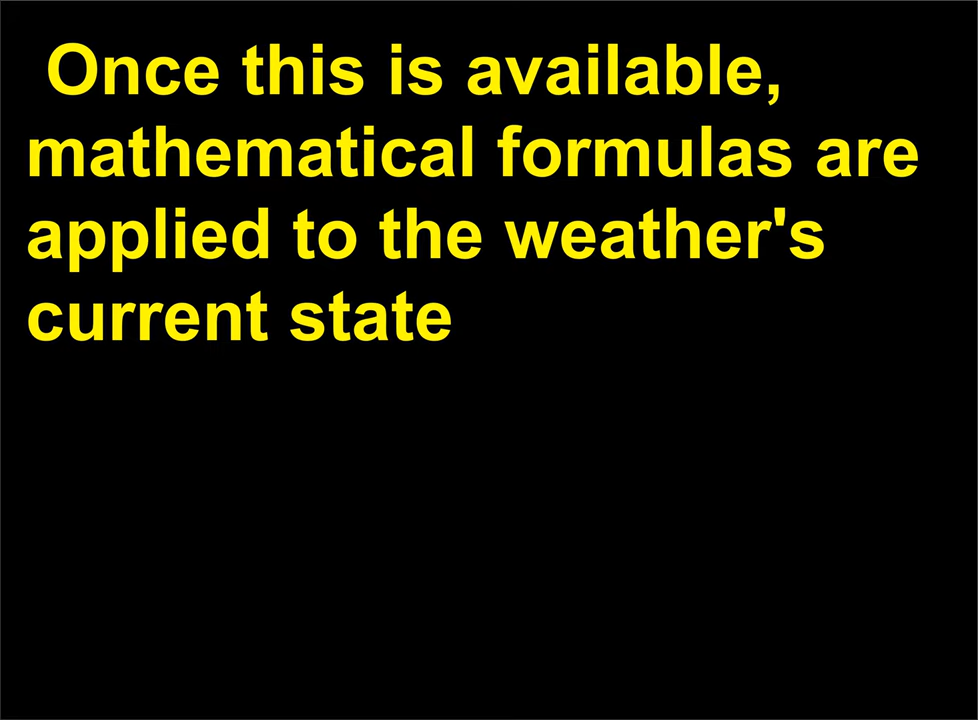 Once this is available,
mathematical formulas are
applied to the weather's
current state